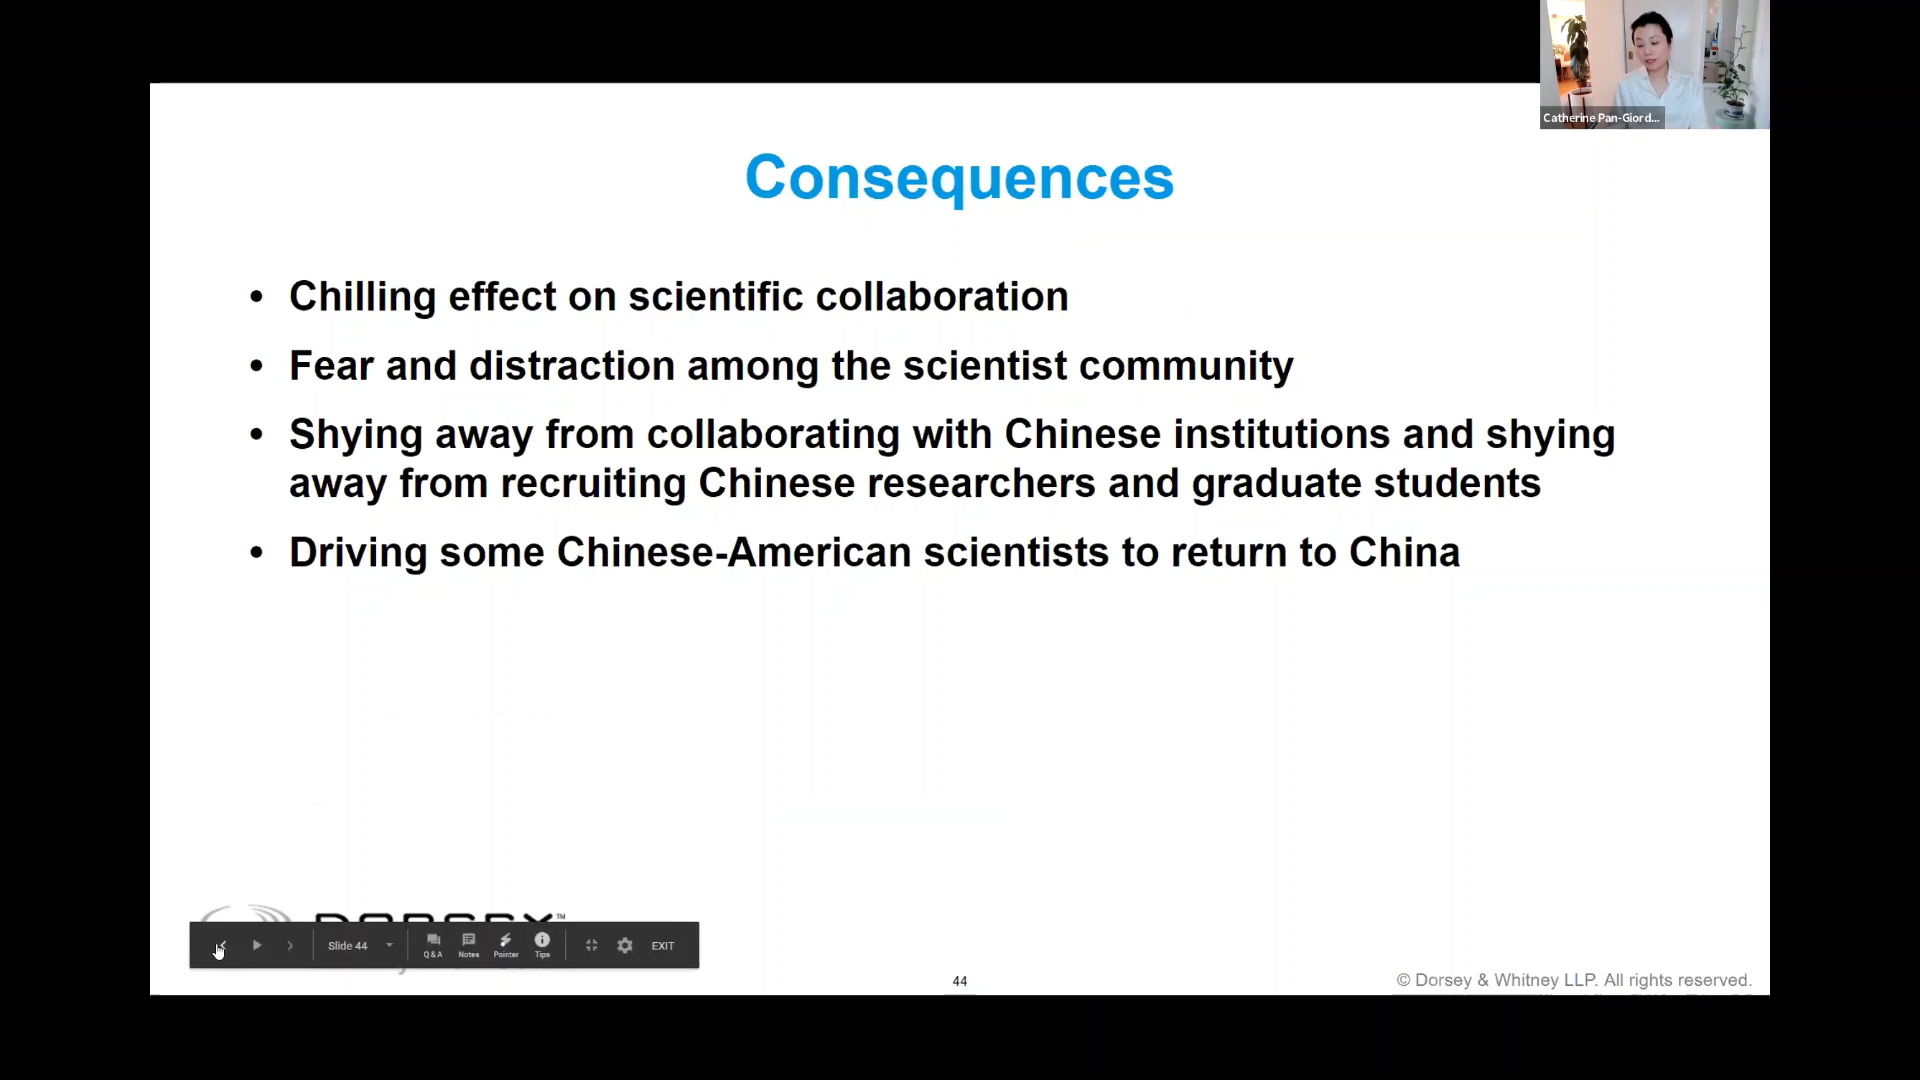 Catherine Pan-Giord...
Consequences
• Chilling effect on scientific collaboration
• Fear and distraction among the scientist community
• Shying away from collaborating with Chinese institutions and shying
away from recruiting Chinese researchers and graduate students
• Driving some Chinese-American scientists to return to China
DORSEY™
Slide 44
Q & A
Notes
Pointer
Tips
EXIT
44
© Dorsey & Whitney LLP. All rights reserved.